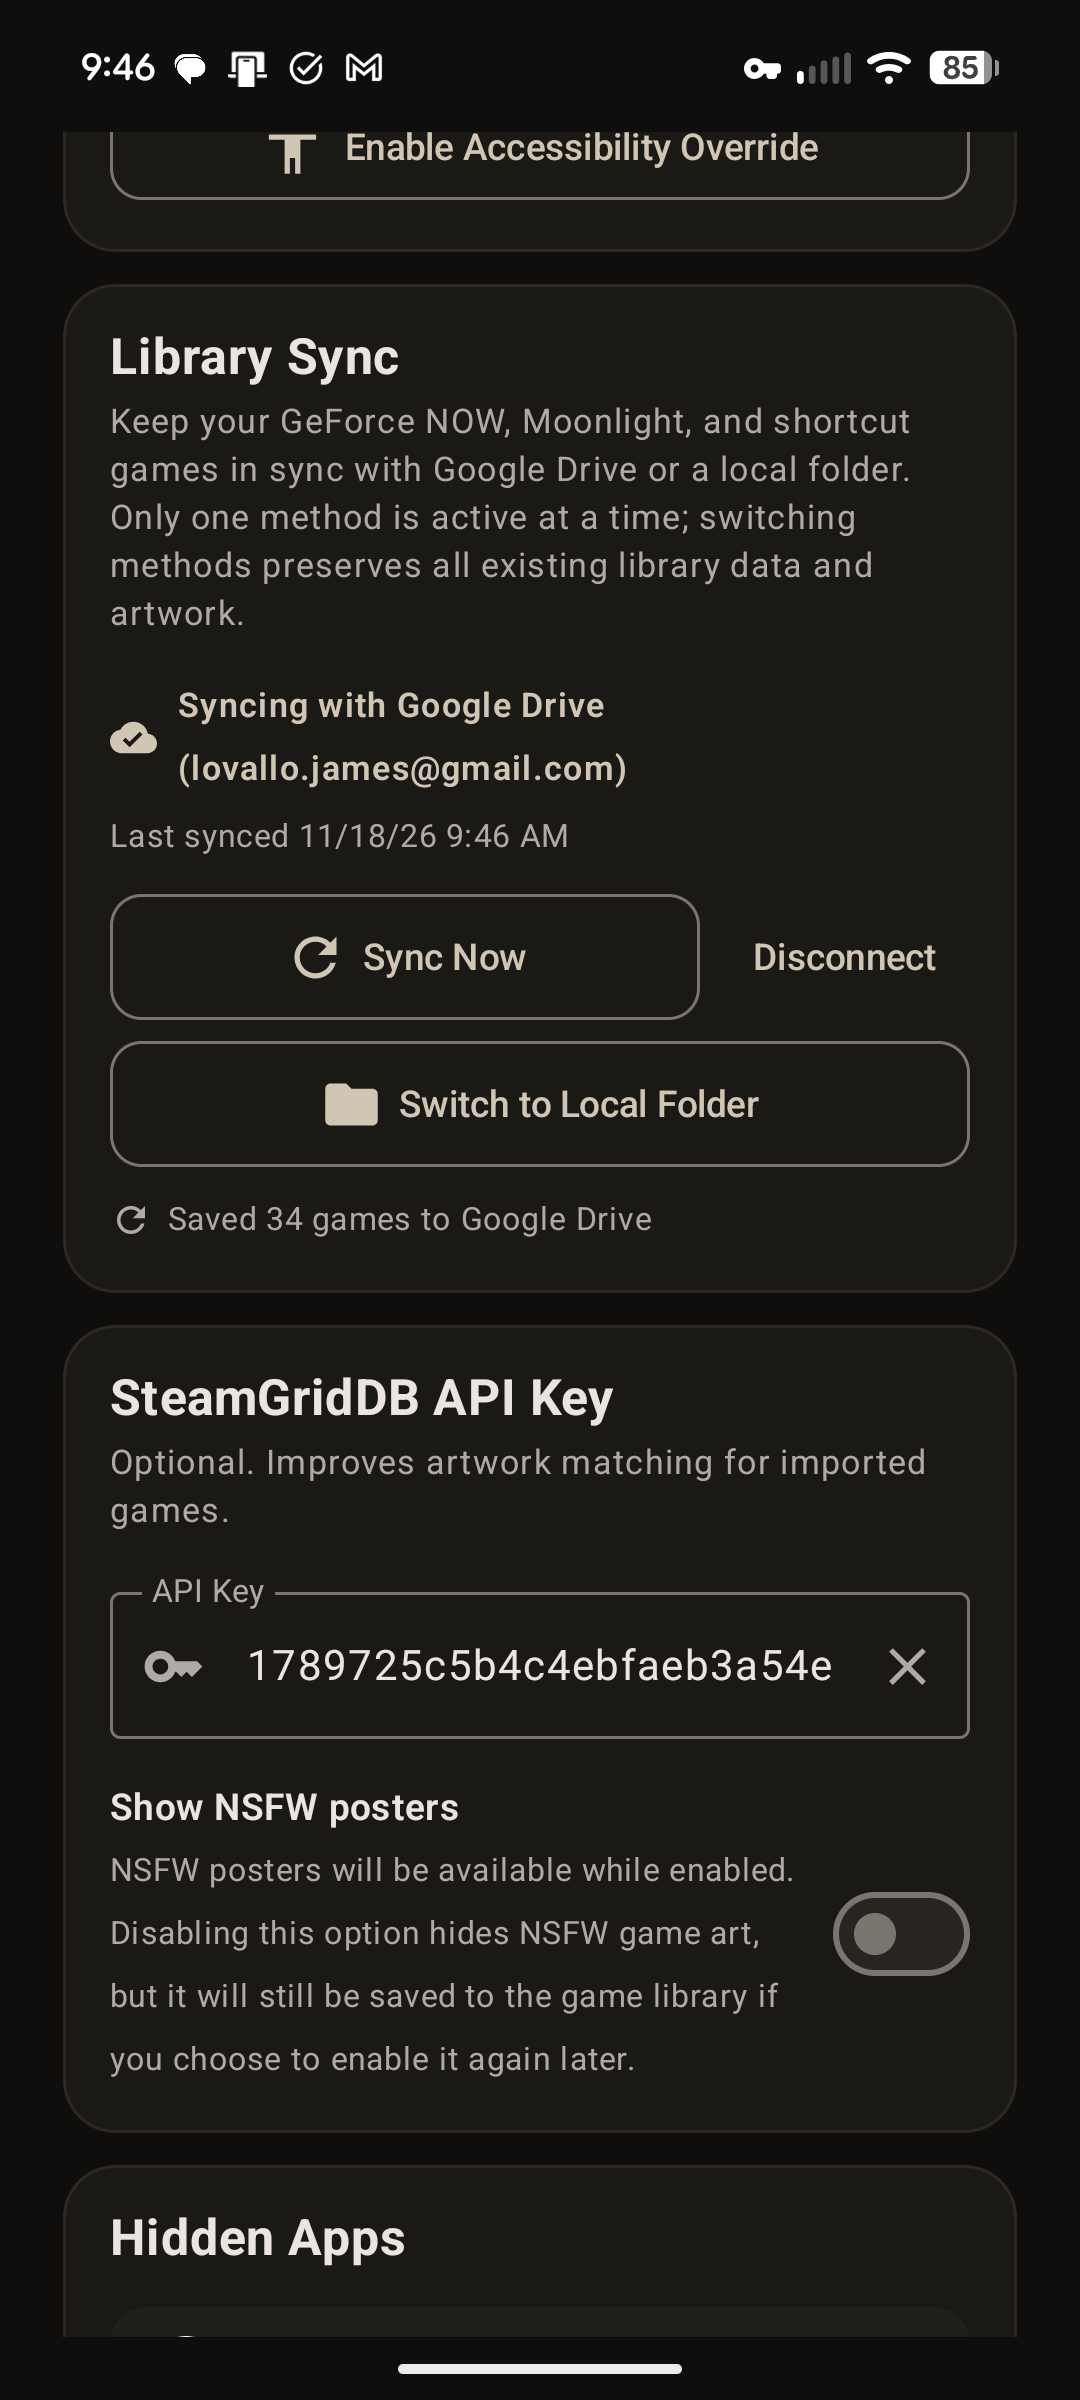 9:46
85
Enable Accessibility Override
Library Sync
Keep your GeForce NOW, Moonlight, and shortcut
games in sync with Google Drive or a local folder.
Only one method is active at a time; switching
methods preserves all existing library data and
artwork.
Syncing with Google Drive
(lovallo.james@gmail.com)
Last synced 11/18/26 9:46 AM
Sync Now
Disconnect
Switch to Local Folder
Saved 34 games to Google Drive
SteamGridDB API Key
Optional. Improves artwork matching for imported
games.
API Key
1789725c5b4c4ebfaeb3a54e
Show NSFW posters
NSFW posters will be available while enabled.
Disabling this option hides NSFW game art,
but it will still be saved to the game library if
you choose to enable it again later.
Hidden Apps